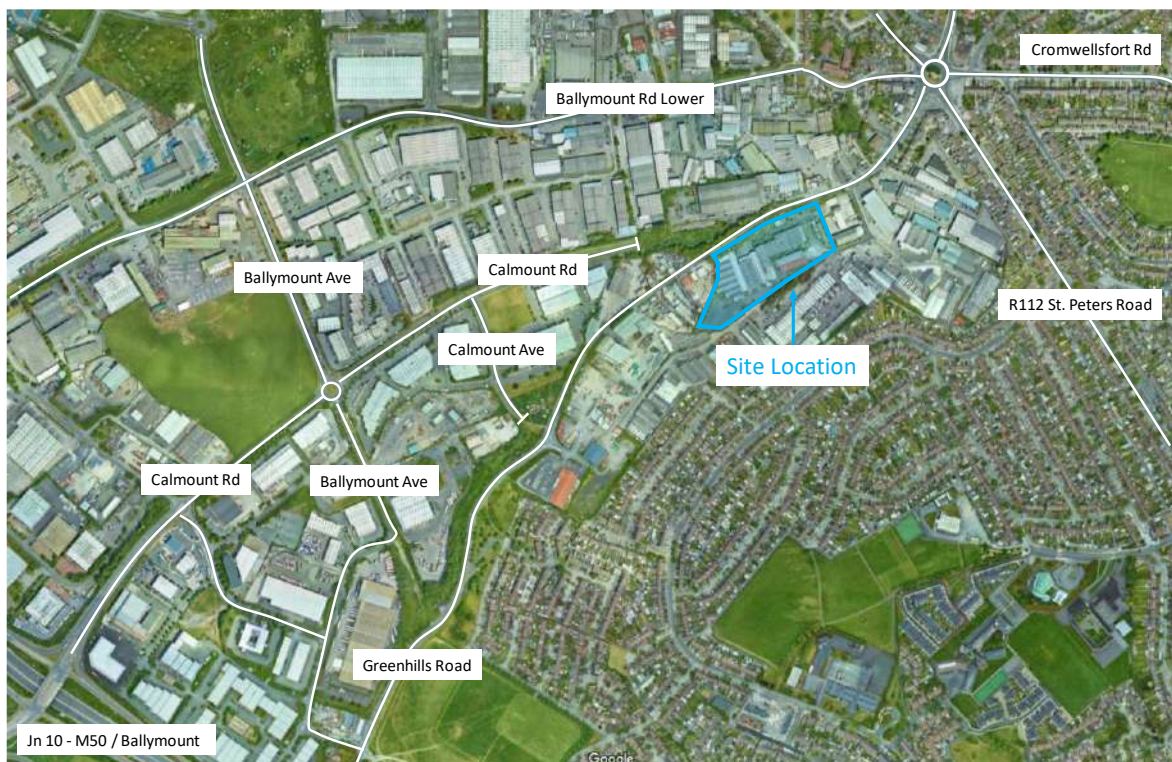 Cromwellsfort Rd
Ballymount Rd Lower
Ballymount Ave
Calmount Rd
R112 St. Peters Road
Calmount Ave
Site Location
Calmount Rd
Ballymount Ave
Greenhills Road
Jn 10 - M50 / Ballymount
Google